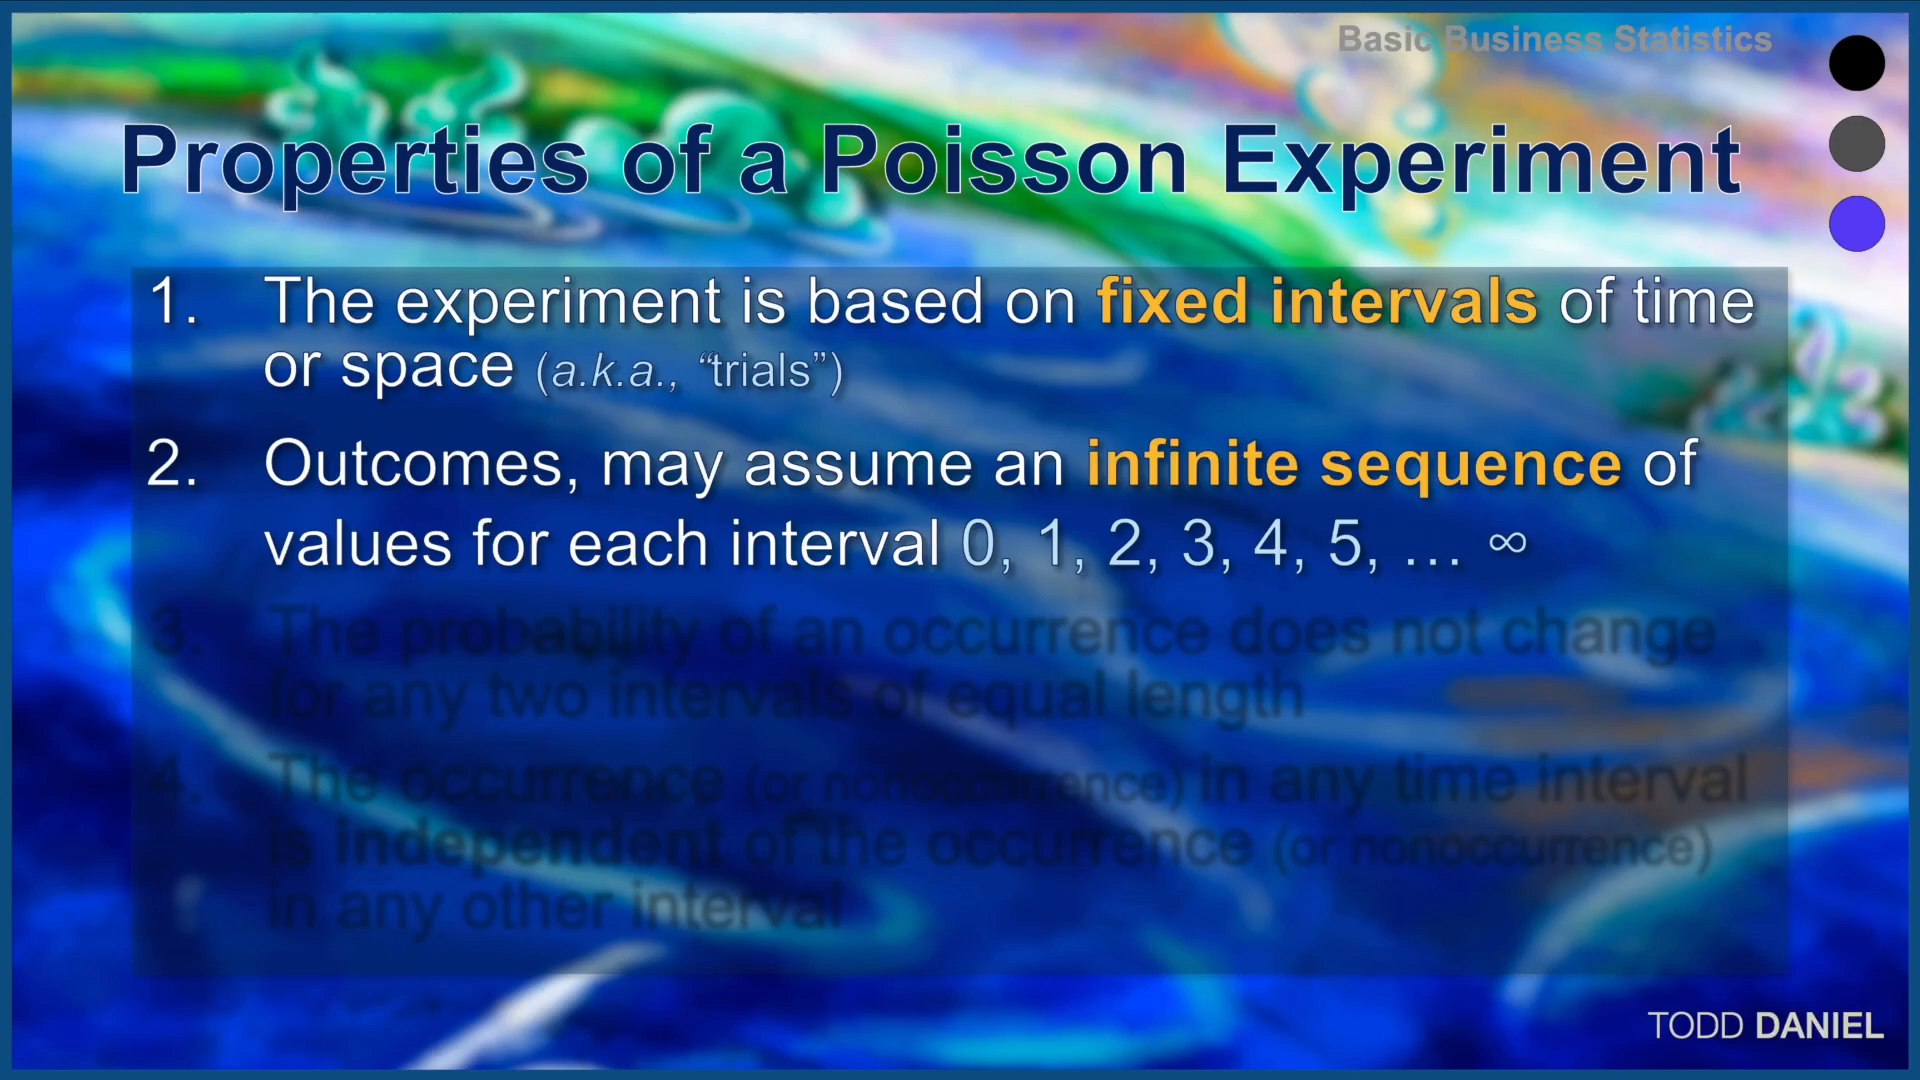 Basic Business Statistics
Properties of a Poisson Experiment
1. The experiment is based on fixed intervals of time
or space (a.k.a., “trials”)
2. Outcomes, may assume an infinite sequence of
values for each interval 0, 1, 2, 3, 4, 5, … ∞
3. The probability of an occurrence does not change
for any two intervals of equal length
4. The occurrence (or nonoccurrence) in any time interval
is independent of the occurrence (or nonoccurrence)
in any other interval
TODD DANIEL